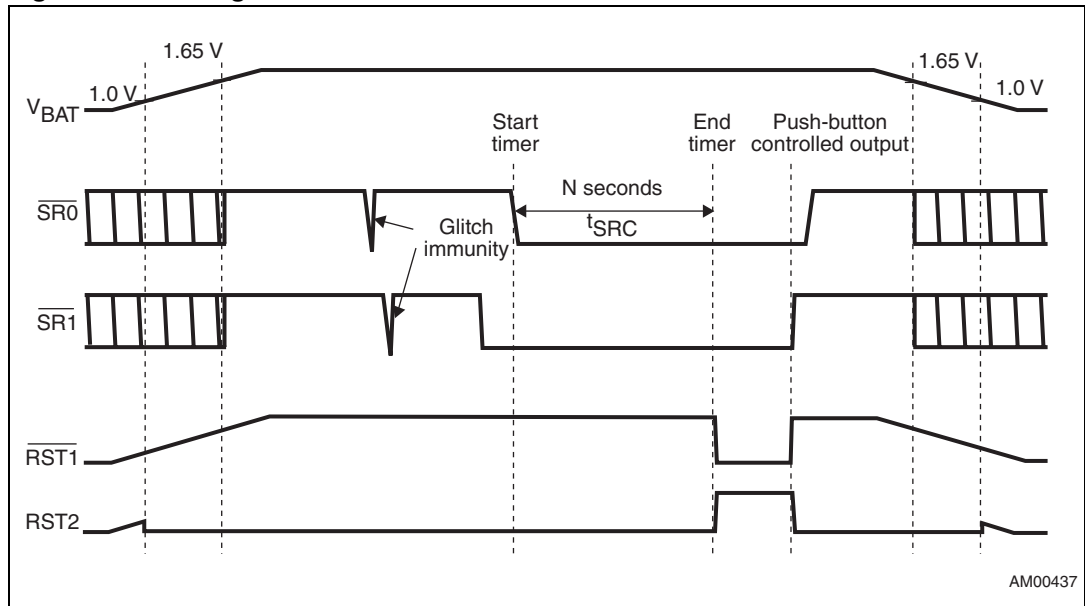 1.65 V
1.65 V
1.0 V
1.0 V
VBAT
Start timer
End timer
Push-button controlled output
SR0
N seconds
tSRC
Glitch immunity
SR1
RST1
RST2
AM00437